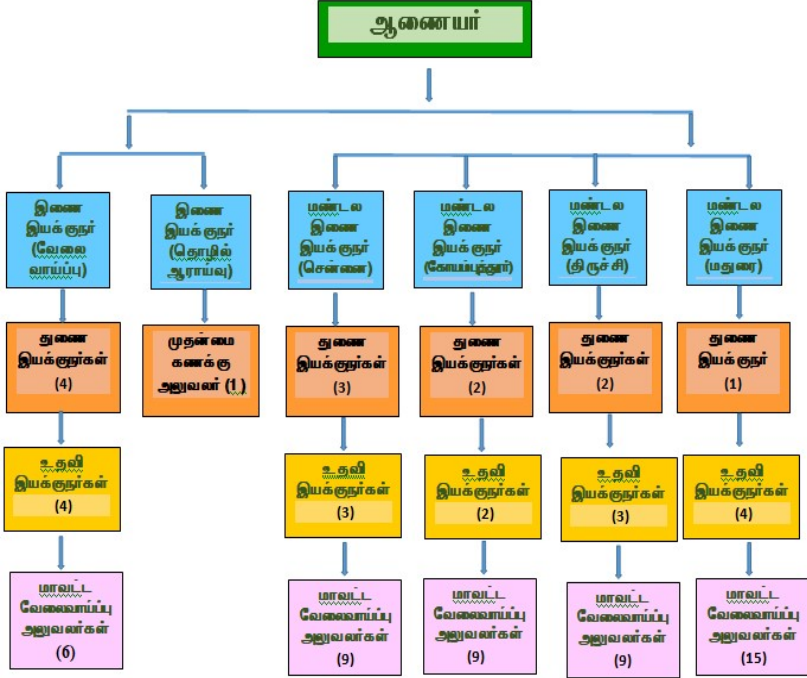 ஆணையர்
இணை
இயக்குநர்
(வேலை
வாய்ப்பு)
இணை
இயக்குநர்
(தொழில்
ஆராய்வு)
மண்டல
இணை
இயக்குநர்
(சென்னை)
மண்டல
இணை
இயக்குநர்
(கோயம்புத்தூர்)
மண்டல
இணை
இயக்குநர்
(திருச்சி)
மண்டல
இணை
இயக்குநர்
(மதுரை)
துணை
இயக்குநர்கள்
(4)
முதன்மை
கணக்கு
அலுவலர் (1)
துணை
இயக்குநர்கள்
(3)
துணை
இயக்குநர்கள்
(2)
துணை
இயக்குநர்கள்
(2)
துணை
இயக்குநர்
(1)
உதவி
இயக்குநர்கள்
(4)
உதவி
இயக்குநர்கள்
(3)
உதவி
இயக்குநர்கள்
(2)
உதவி
இயக்குநர்கள்
(3)
உதவி
இயக்குநர்கள்
(4)
மாவட்ட
வேலைவாய்ப்பு
அலுவலர்கள்
(6)
மாவட்ட
வேலைவாய்ப்பு
அலுவலர்கள்
(9)
மாவட்ட
வேலைவாய்ப்பு
அலுவலர்கள்
(9)
மாவட்ட
வேலைவாய்ப்பு
அலுவலர்கள்
(9)
மாவட்ட
வேலைவாய்ப்பு
அலுவலர்கள்
(15)